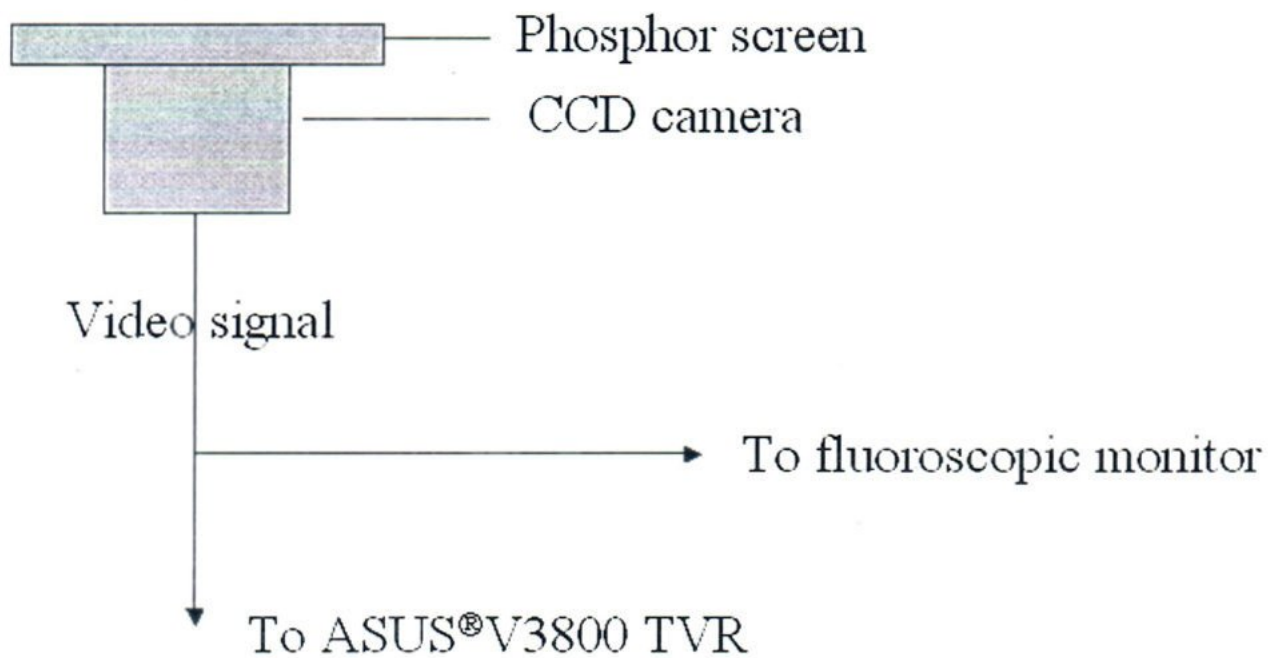 Phosphor screen
CCD camera
Video signal
To fluoroscopic monitor
To ASUS®V3800 TVR